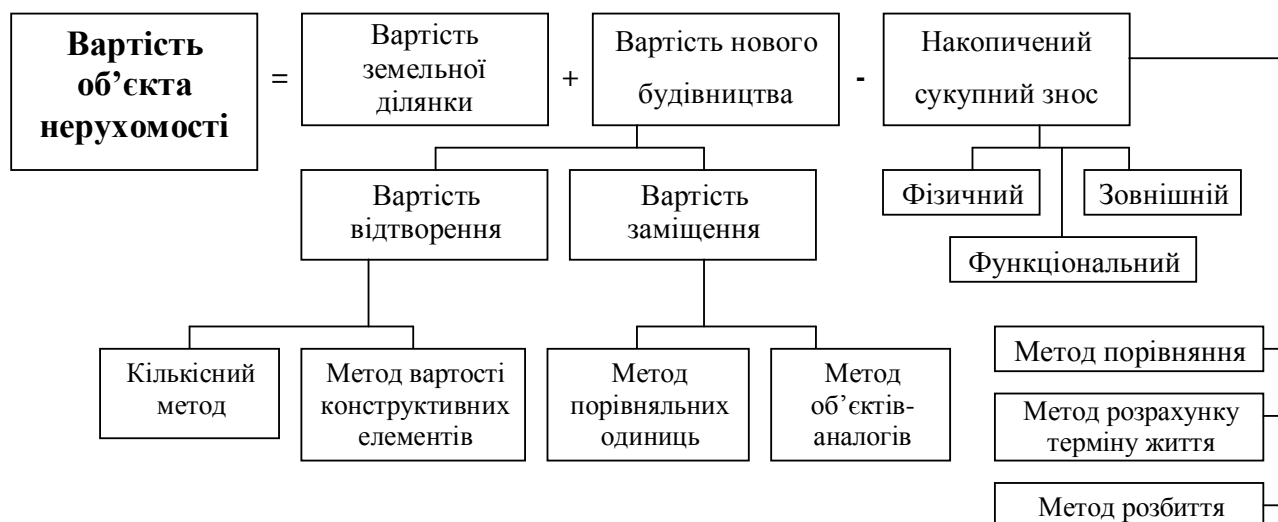 Вартість
об’єкта
нерухомості
=
Вартість
земельної
ділянки
+
Вартість нового
будівництва
-
Накопичений
сукупний знос
Вартість
відтворення
Вартість
заміщення
Фізичний
Зовнішній
Функціональний
Кількісний
метод
Метод вартості
конструктивних
елементів
Метод
порівняльних
одиниць
Метод
об’єктів-
аналогів
Метод порівняння
Метод розрахунку
терміну життя
Метод розбиття